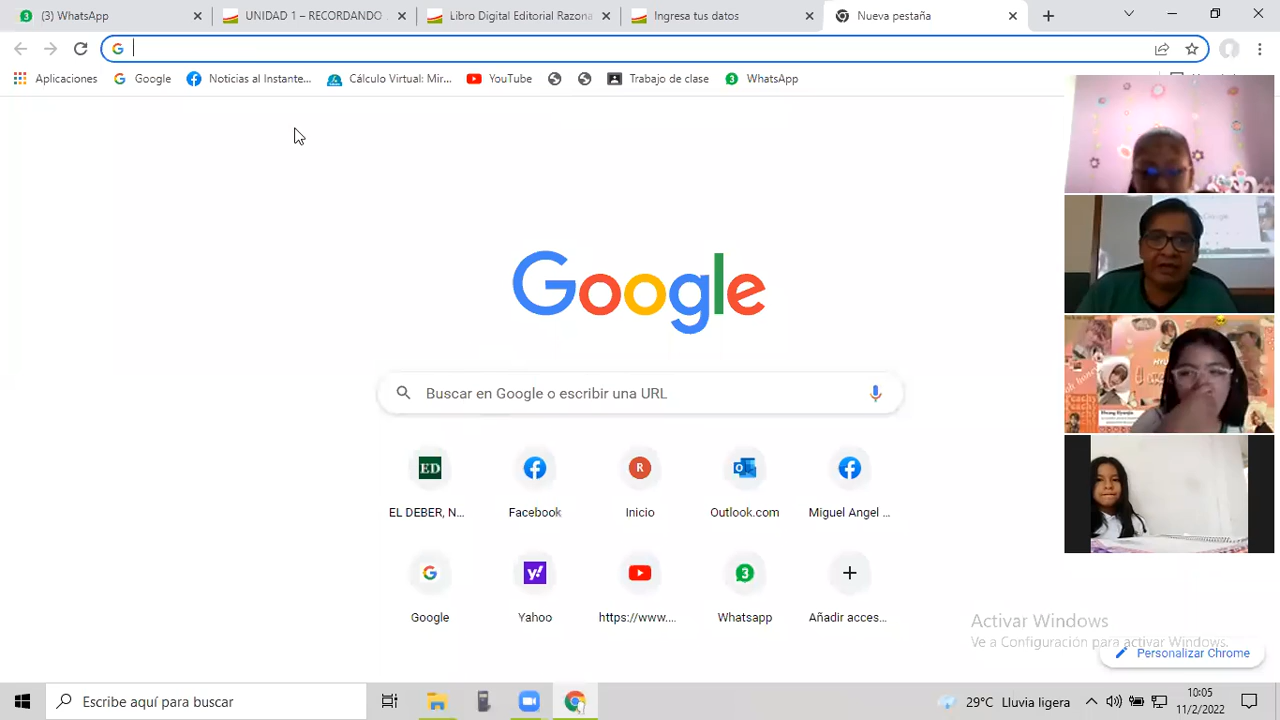 (3) WhatsApp
UNIDAD 1 – RECORDANDO
Libro Digital Editorial Razona
Ingresa tus datos
Nueva pestaña
Aplicaciones
Google
Noticias al Instante...
Cálculo Virtual: Mir...
YouTube
Trabajo de clase
WhatsApp
Google
Buscar en Google o escribir una URL
ED
R
EL DEBER, N...
Facebook
Inicio
Outlook.com
Miguel Angel ...
Google
Yahoo
https://www....
Whatsapp
Añadir acces...
Activar Windows
Ve a Configuración para activar Windows.
Personalizar Chrome
Escribe aquí para buscar
29°C Lluvia ligera
10:05
11/2/2022